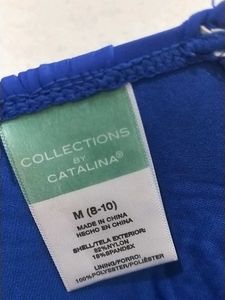 COLLECTIONS
BY
CATALINA®
M (8-10)
MADE IN CHINA
HECHO EN CHINA
SHELL/TELA EXTERIOR:
82%NYLON
18%SPANDEX
LINING/FORRO:
100%POLYESTER/POLIÉSTER